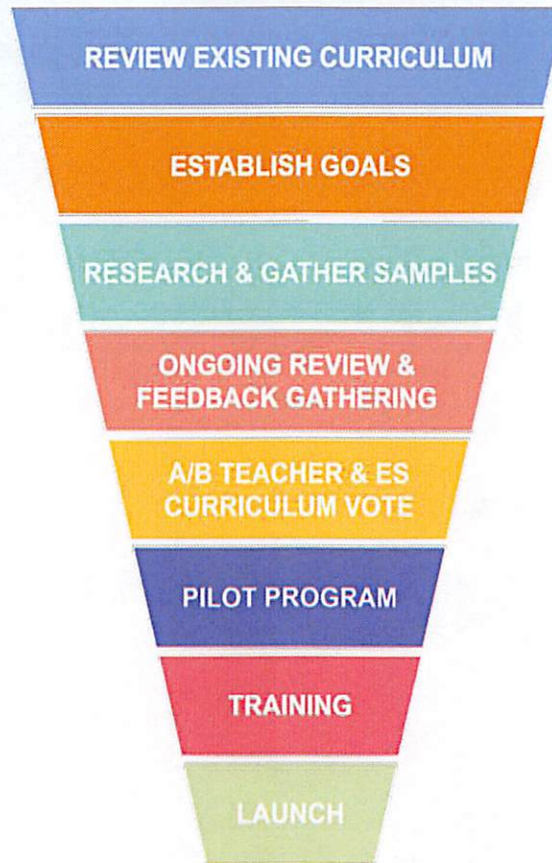 REVIEW EXISTING CURRICULUM
ESTABLISH GOALS
RESEARCH & GATHER SAMPLES
ONGOING REVIEW &
FEEDBACK GATHERING
A/B TEACHER & ES
CURRICULUM VOTE
PILOT PROGRAM
TRAINING
LAUNCH